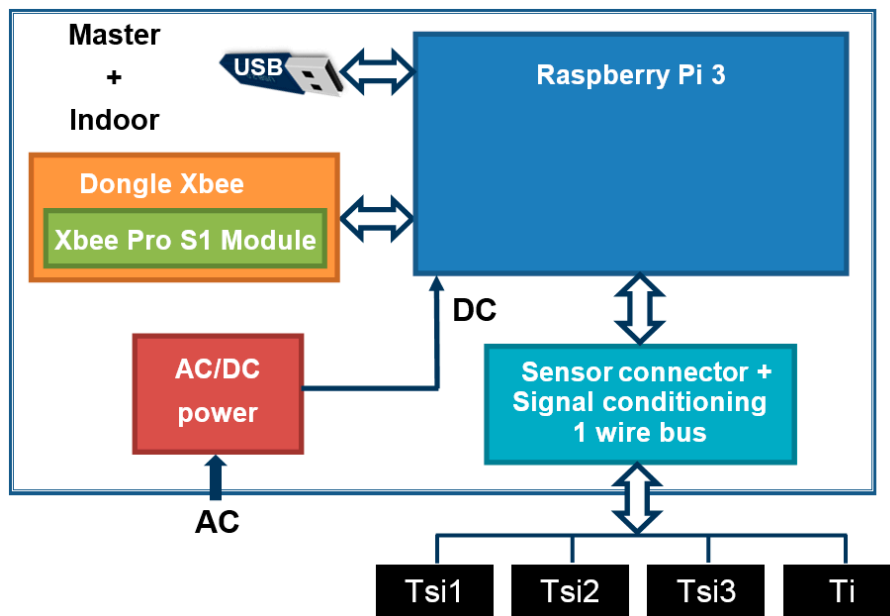 Master
+
Indoor
USB
Raspberry Pi 3
Dongle Xbee
Xbee Pro S1 Module
DC
AC/DC
power
Sensor connector +
Signal conditioning
1 wire bus
AC
Tsi1
Tsi2
Tsi3
Ti